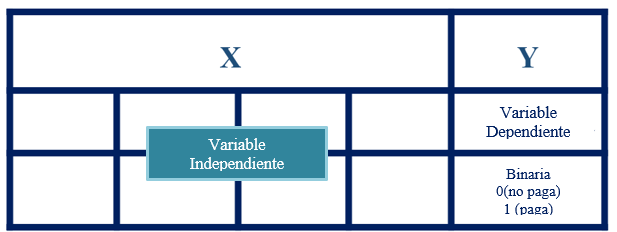 X
Y
Variable
Dependiente
Variable
Independiente
Binaria
0(no paga)
1 (paga)